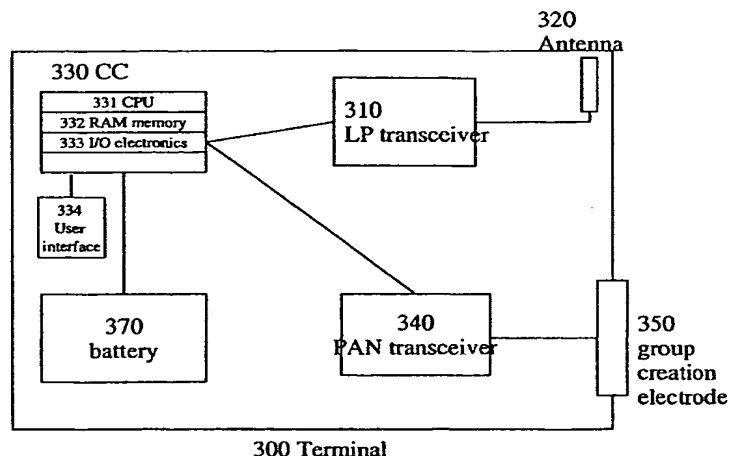 320
Antenna
330 CC
331 CPU
332 RAM memory
333 I/O electronics
310
LP transceiver
334
User
interface
370
battery
340
PAN transceiver
350
group
creation
electrode
300 Terminal